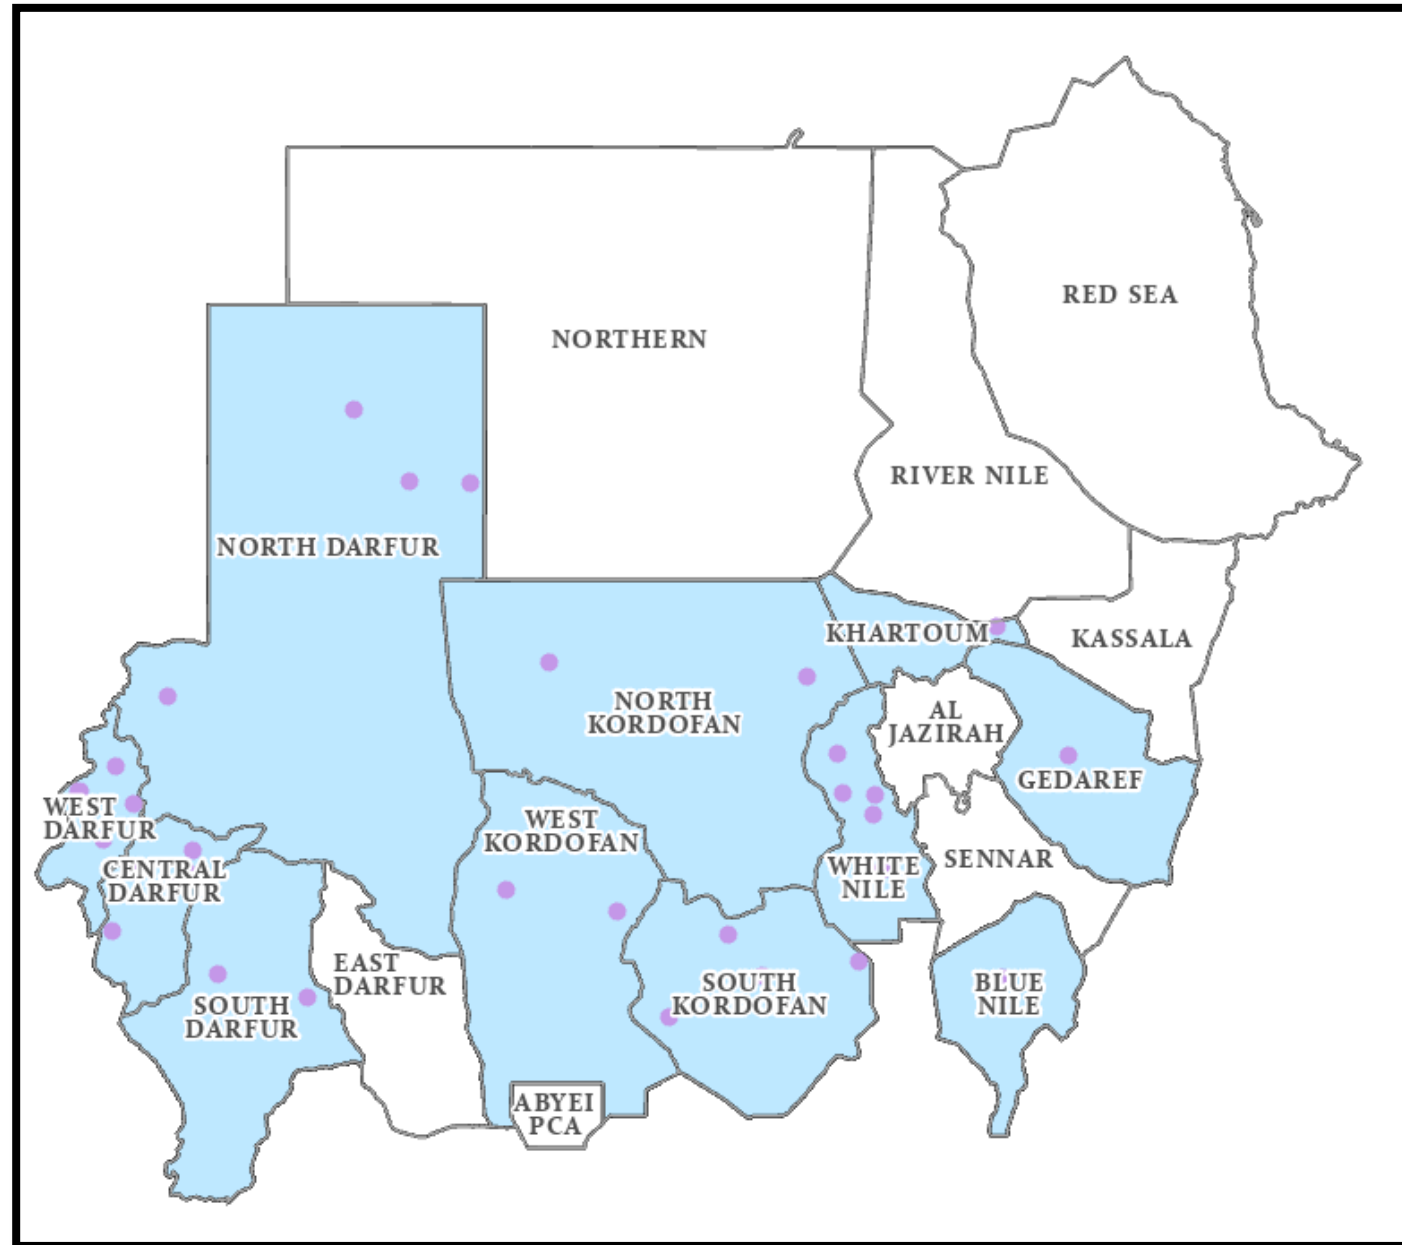 RED SEA
NORTHERN
RIVER NILE
NORTH DARFUR
KHARTOUM
KASSALA
NORTH
KORDOFAN
AL
JAZIRAH
GEDAREF
WEST
DARFUR
WEST
KORDOFAN
CENTRAL
DARFUR
WHITE
NILE
SENNAR
EAST
DARFUR
SOUTH
DARFUR
SOUTH
KORDOFAN
BLUE
NILE
ABYEI
PCA